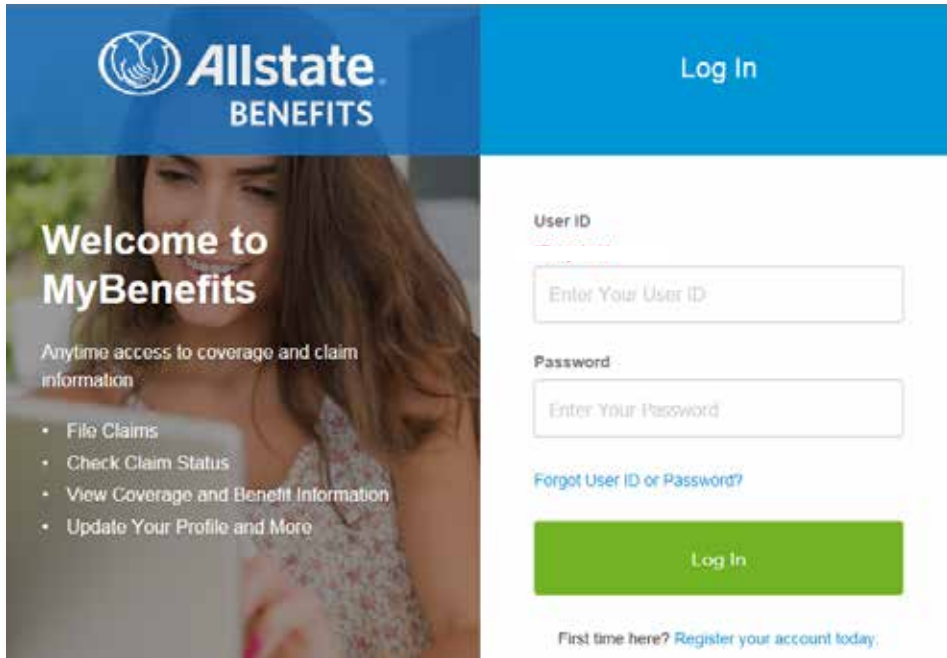 Allstate.
BENEFITS
Welcome to
MyBenefits
Anytime access to coverage and claim
information
• File Claims
• Check Claim Status
• View Coverage and Benefit Information
• Update Your Profile and More
Log In
User ID
Enter Your User ID
Password
Enter Your Password
Forgot User ID or Password?
Log In
First time here? Register your account today.